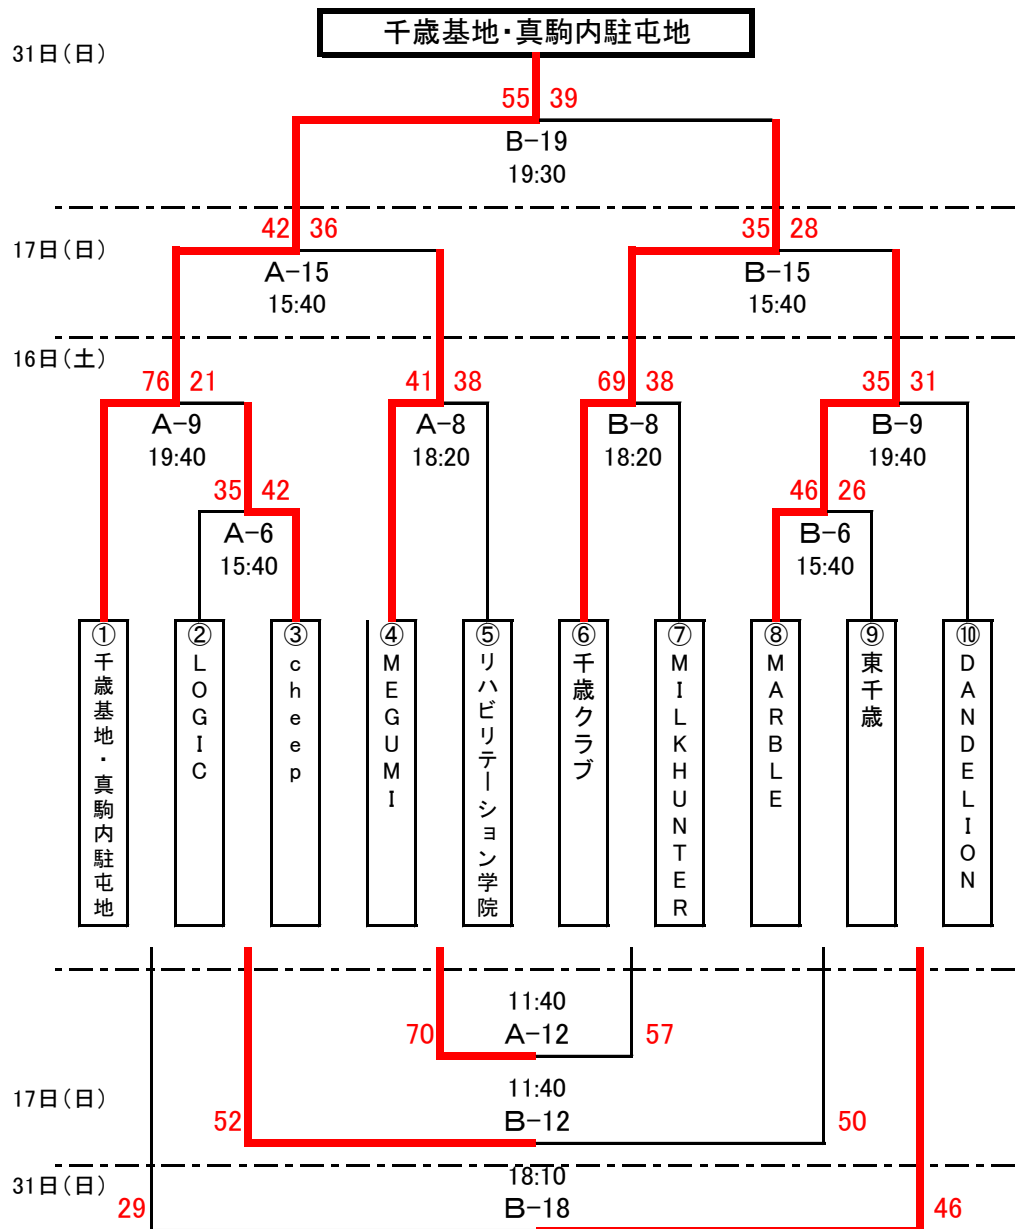 千歳基地・真駒内駐屯地
31日(日)
55 39
B-19
19:30
42 36
35 28
17日(日)
A-15
B-15
15:40
15:40
16日(土)
76 21
41 38
69 38
35 31
A-9
A-8
B-8
B-9
19:40
18:20
18:20
19:40
35 42
46 26
A-6
B-6
15:40
15:40
①千歳基地・真駒内駐屯地
②LOGIC
③cheep
④MEGUMI
⑤リハビリテーション学院
⑥千歳クラブ
⑦MILKHUNTER
⑧MARBLE
⑨東千歳
⑩DANDELION
11:40
70 A-12 57
11:40
17日(日)
52 B-12 50
18:10
31日(日)
29 B-18 46